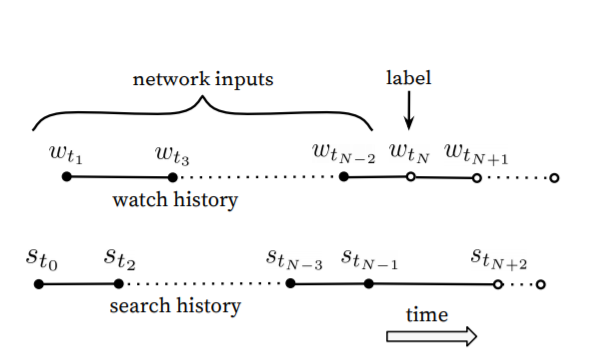 network inputs label
w_{t_1} w_{t_3} w_{t_{N-2}} w_{t_N} w_{t_{N+1}}
watch history
s_{t_0} s_{t_2} s_{t_{N-3}} s_{t_{N-1}} s_{t_{N+2}}
search history time